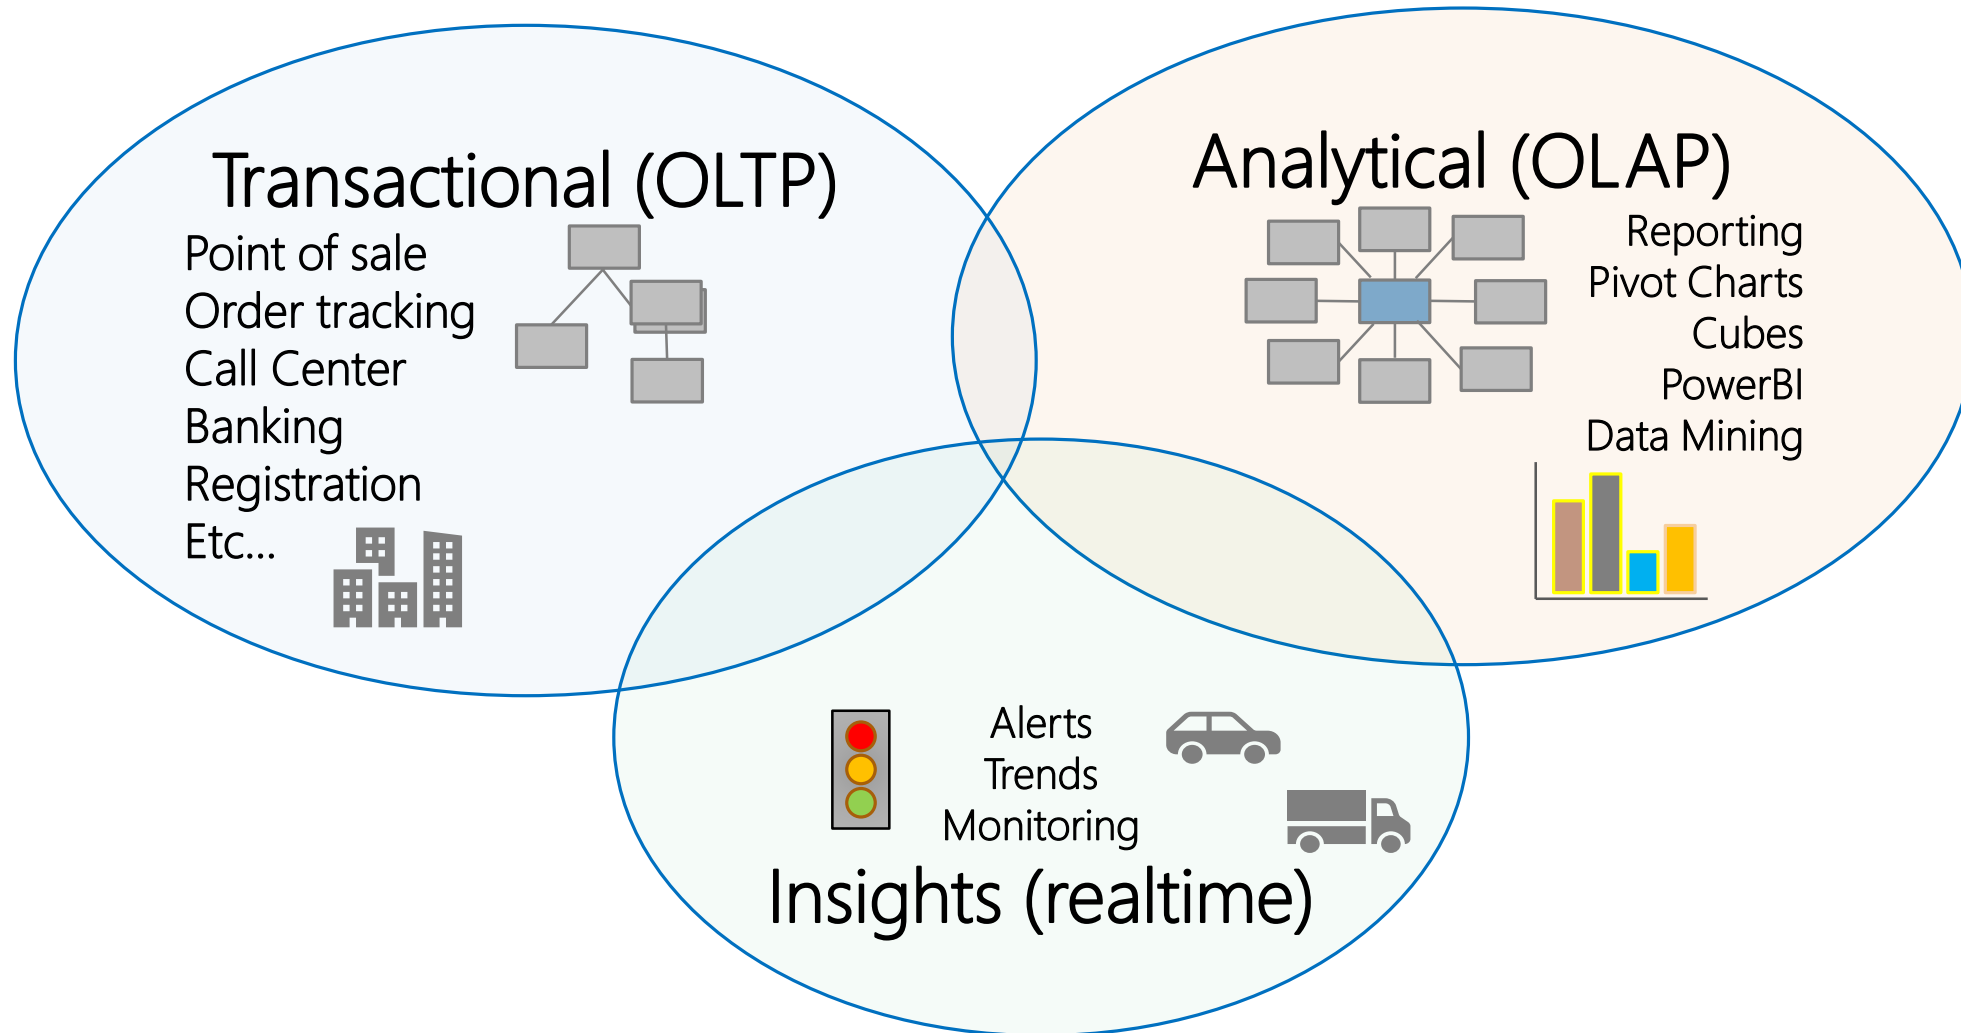 Transactional (OLTP)
Point of sale
Order tracking
Call Center
Banking
Registration
Etc...
Analytical (OLAP)
Reporting
Pivot Charts
Cubes
PowerBI
Data Mining
Alerts
Trends
Monitoring
Insights (realtime)